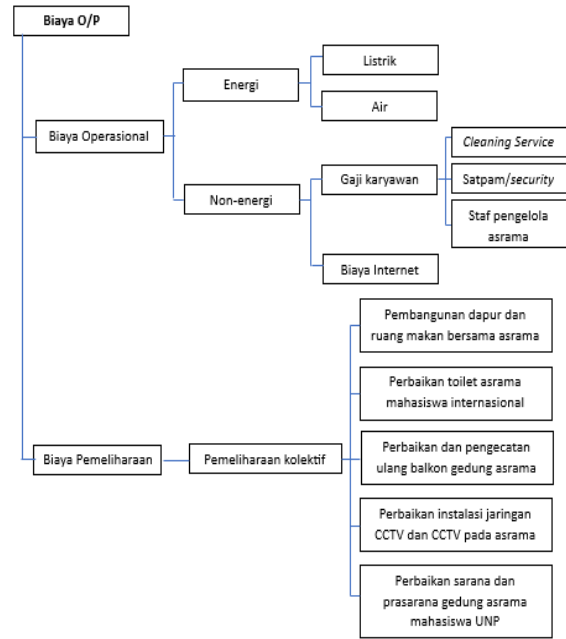 Biaya O/P
Biaya Operasional
Energi
Listrik
Air
Non-energi
Gaji karyawan
Cleaning Service
Satpam/security
Staf pengelola
asrama
Biaya Internet
Biaya Pemeliharaan
Pemeliharaan kolektif
Pembangunan dapur dan
ruang makan bersama asrama
Perbaikan toilet asrama
mahasiswa internasional
Perbaikan dan pengecatan
ulang balkon gedung asrama
Perbaikan instalasi jaringan
CCTV dan CCTV pada asrama
Perbaikan sarana dan
prasarana gedung asrama
mahasiswa UNP